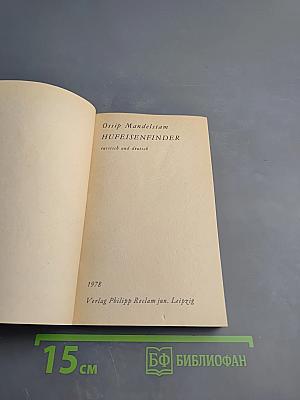 Ossip Mandelstam
HUFEISENFINDER
russisch und deutsch
1978
Verlag Philipp Reclam jun. Leipzig
15 см
БФ БИБЛИОФАН